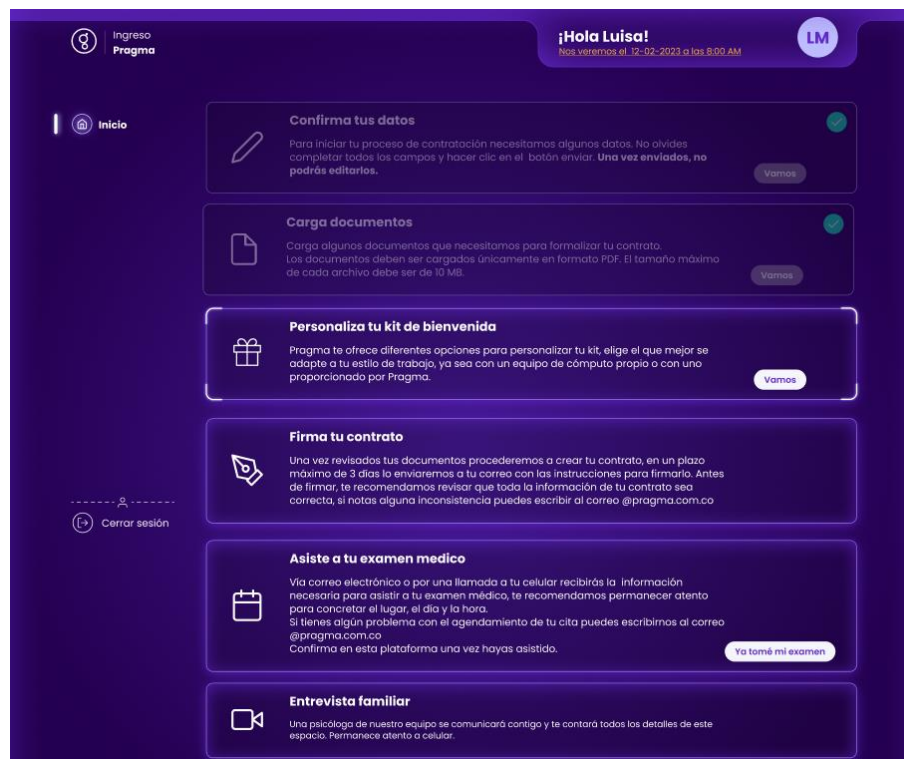 Ingreso
Pragma
¡Hola Luisa!
Nos veremos el 12-02-2023 a las 8:00 AM
LM
Inicio
Confirma tus datos
Para iniciar tu proceso de contratación necesitamos algunos datos. No olvides
completar todos los campos y hacer clic en el botón enviar. Una vez enviados, no
podrás editarlos.
Vamos
Carga documentos
Carga algunos documentos que necesitamos para formalizar tu contrato.
Los documentos deben ser cargados únicamente en formato PDF. El tamaño máximo
de cada archivo debe ser de 10 MB.
Vamos
Personaliza tu kit de bienvenida
Pragma te ofrece diferentes opciones para personalizar tu kit, elige el que mejor se
adapte a tu estilo de trabajo, ya sea con un equipo de cómputo propio o con uno
proporcionado por Pragma.
Vamos
Firma tu contrato
Una vez revisados tus documentos procederemos a crear tu contrato, en un plazo
máximo de 3 días lo enviaremos a tu correo con las instrucciones para firmarlo. Antes
de firmar, te recomendamos revisar que toda la información de tu contrato sea
correcta, si notas alguna inconsistencia puedes escribir al correo @pragma.com.co
Cerrar sesión
Asiste a tu examen medico
Vía correo electrónico o por una llamada a tu celular recibirás la información
necesaria para asistir a tu examen médico, te recomendamos permanecer atento
para concretar el lugar, el día y la hora.
Si tienes algún problema con el agendamiento de tu cita puedes escribirnos al correo
@pragma.com.co
Confirma en esta plataforma una vez hayas asistido.
Ya tomé mi examen
Entrevista familiar
Una psicóloga de nuestro equipo se comunicará contigo y te contará todos los detalles de este
espacio. Permanece atento a celular.